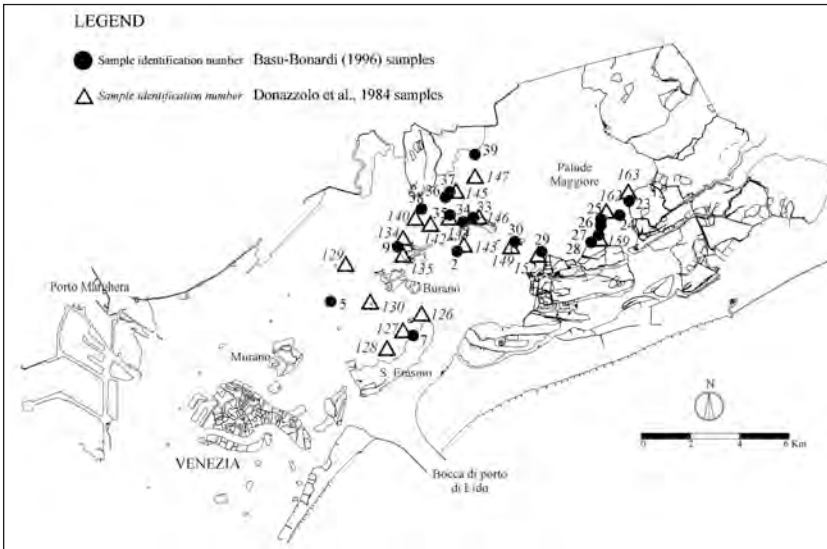 LEGEND
Sample identification number Basu-Bonardi (1996) samples
Sample identification number Donazzolo et al., 1984 samples
39
Palude
Maggiore
147
163
37
36
145
162
23
38
25
34
33
140
35
146
26
24
134
142
30
27
159
129
9
143
29
28
135
2
149
Porto Marghera
Burano
5
130
126
127
7
Murano
128
S. Erasmo
N
0 2 4 6 Km
VENEZIA
Bocca di porto
di Lido